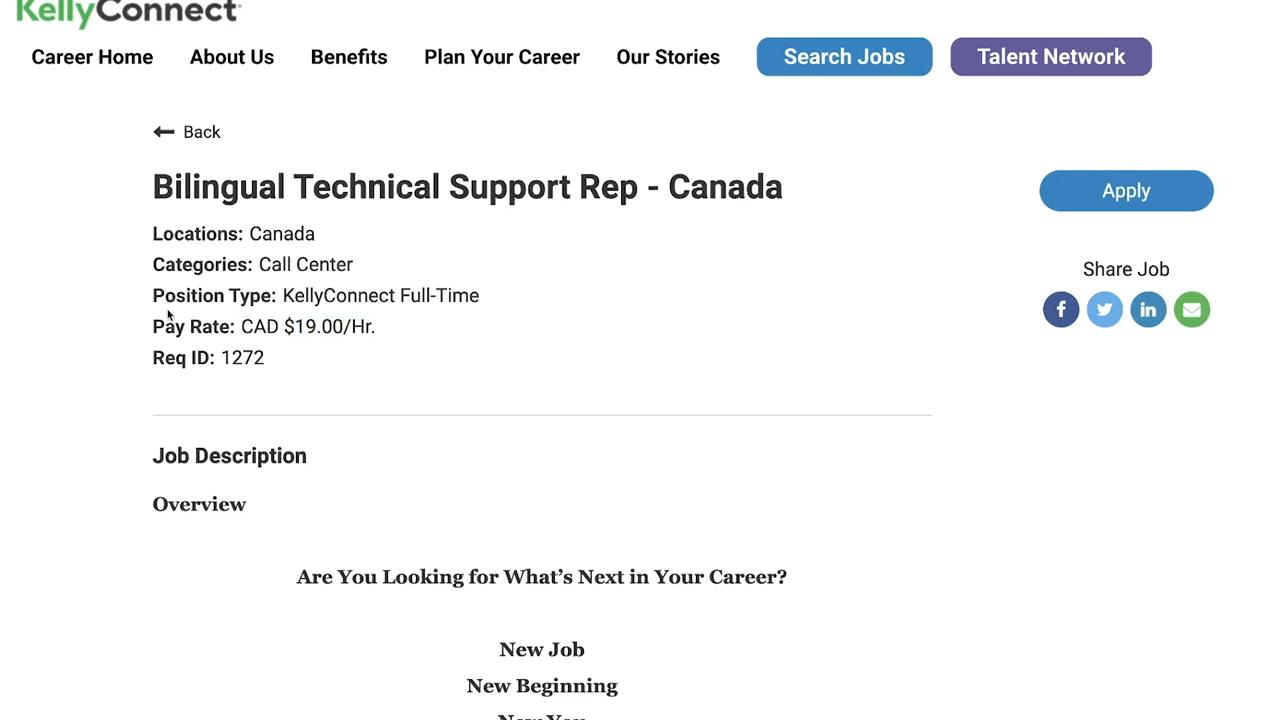 KellyConnect
Career Home About Us Benefits Plan Your Career Our Stories Search Jobs Talent Network
Back
Bilingual Technical Support Rep - Canada
Apply
Locations: Canada
Categories: Call Center
Position Type: KellyConnect Full-Time
Pay Rate: CAD $19.00/Hr.
Req ID: 1272
Share Job
Job Description
Overview
Are You Looking for What's Next in Your Career?
New Job
New Beginning
New You